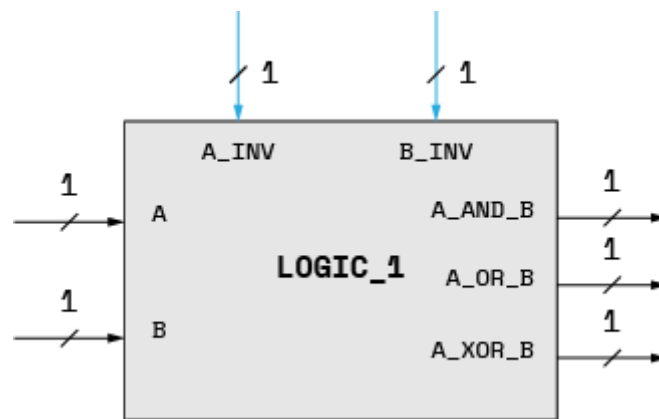 1 1
A_INV B_INV
1 1
A A_AND_B
1
LOGIC_1 A_OR_B
1 1
B A_XOR_B